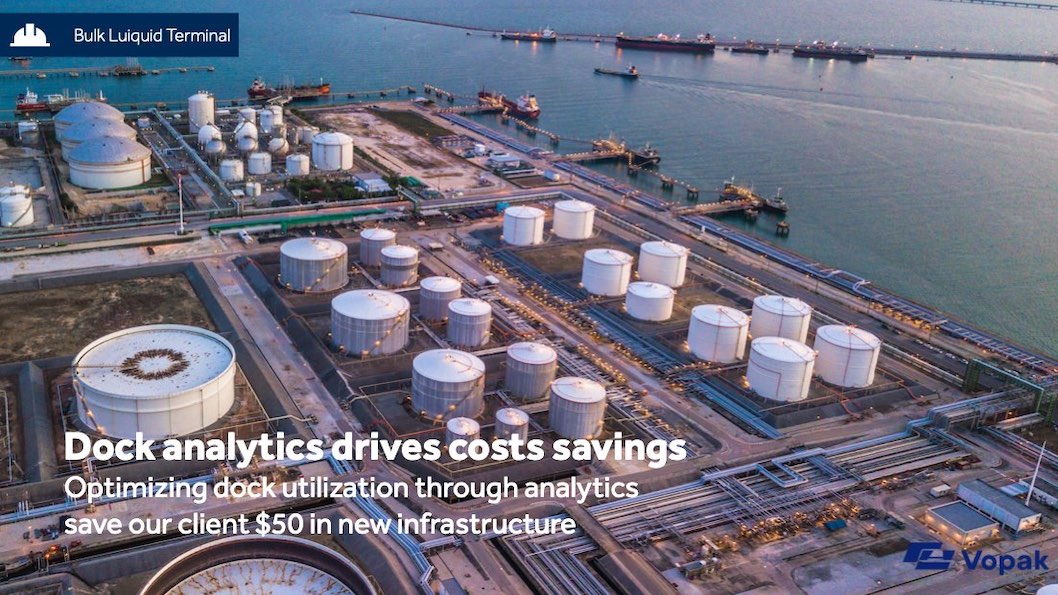 Bulk Luiquid Terminal
Dock analytics drives costs savings
Optimizing dock utilization through analytics
save our client $50 in new infrastructure
Vopak